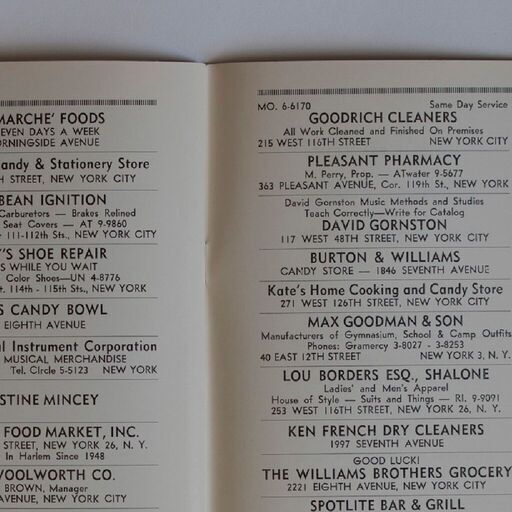 MARCHE' FOODS
EVEN DAYS A WEEK
ORNINGSIDE AVENUE
andy & Stationery Store
TH STREET, NEW YORK CITY
BEAN IGNITION
Carburetors — Brakes Relined
Seat Covers — AT 9-9860
111-112th Sts., NEW YORK CITY
'S SHOE REPAIR
S WHILE YOU WAIT
Color Shoes—UN 4-8776
t. 114th - 115th Sts., NEW YORK
S CANDY BOWL
EIGHTH AVENUE
al Instrument Corporation
MUSICAL MERCHANDISE
Tel. CIrcle 5-5123 NEW YORK
STINE MINCEY
FOOD MARKET, INC.
STREET, NEW YORK 26, N. Y.
In Harlem Since 1948
WOOLWORTH CO.
BROWN, Manager
AVENUE, NEW YORK CITY
MO. 6-6170 Same Day Service
GOODRICH CLEANERS
All Work Cleaned and Finished On Premises
215 WEST 116TH STREET NEW YORK CITY
PLEASANT PHARMACY
M. Perry, Prop. — ATwater 9-5677
363 PLEASANT AVENUE, Cor. 119th St., NEW YORK
David Gornston Music Methods and Studies
Teach Correctly—Write for Catalog
DAVID GORNSTON
117 WEST 48TH STREET, NEW YORK CITY
BURTON & WILLIAMS
CANDY STORE — 1846 SEVENTH AVENUE
Kate's Home Cooking and Candy Store
271 WEST 126TH STREET, NEW YORK CITY
MAX GOODMAN & SON
Manufacturers of Gymnasium, School & Camp Outfits
Phones: Gramercy 3-8027 - 3-8253
40 EAST 12TH STREET NEW YORK 3, N. Y.
LOU BORDERS ESQ., SHALONE
Ladies' and Men's Apparel
House of Style — Suits and Things — RI. 9-9091
253 WEST 116TH STREET, NEW YORK 26, N. Y.
KEN FRENCH DRY CLEANERS
1997 SEVENTH AVENUE
GOOD LUCK!
THE WILLIAMS BROTHERS GROCERY
2221 EIGHTH AVENUE, NEW YORK CITY
SPOTLITE BAR & GRILL